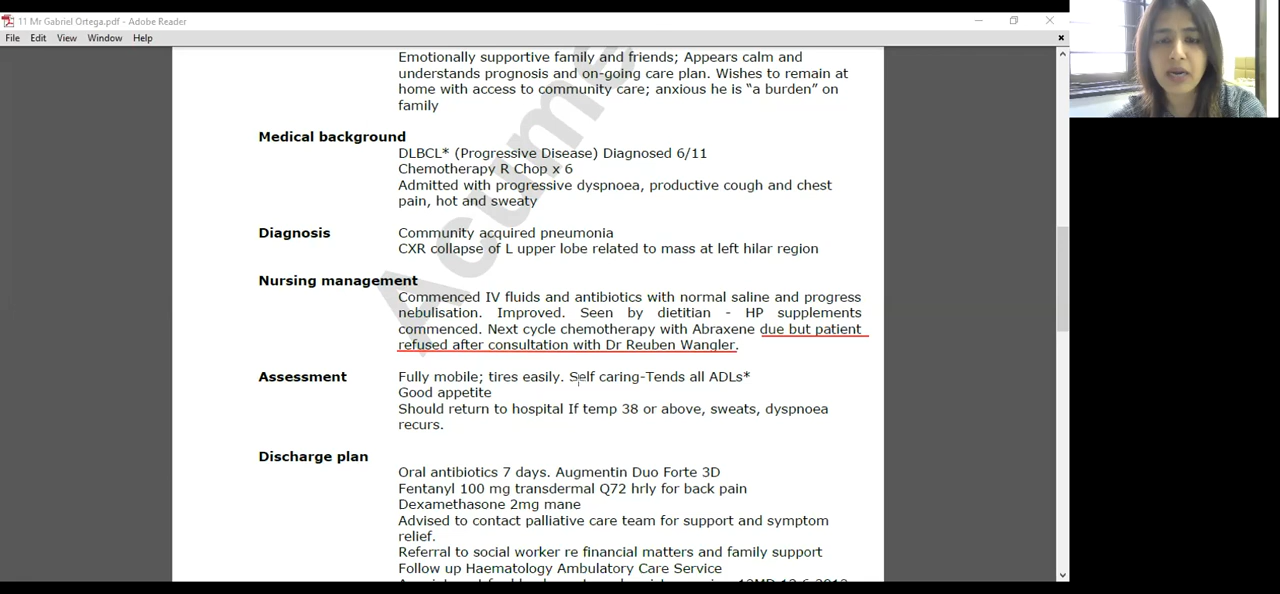 11 Mr Gabriel Ortega.pdf - Adobe Reader
File Edit View Window Help
Emotionally supportive family and friends; Appears calm and
understands prognosis and on-going care plan. Wishes to remain at
home with access to community care; anxious he is “a burden” on
family
Medical background
DLBCL* (Progressive Disease) Diagnosed 6/11
Chemotherapy R Chop x 6
Admitted with progressive dyspnoea, productive cough and chest
pain, hot and sweaty
Diagnosis
Community acquired pneumonia
CXR collapse of L upper lobe related to mass at left hilar region
Nursing management
Commenced IV fluids and antibiotics with normal saline and progress
nebulisation. Improved. Seen by dietitian - HP supplements
commenced. Next cycle chemotherapy with Abraxene due but patient
refused after consultation with Dr Reuben Wangler.
Assessment
Fully mobile; tires easily. Self caring-Tends all ADLs*
Good appetite
Should return to hospital If temp 38 or above, sweats, dyspnoea
recurs.
Discharge plan
Oral antibiotics 7 days. Augmentin Duo Forte 3D
Fentanyl 100 mg transdermal Q72 hrly for back pain
Dexamethasone 2mg mane
Advised to contact palliative care team for support and symptom
relief.
Referral to social worker re financial matters and family support
Follow up Haematology Ambulatory Care Service